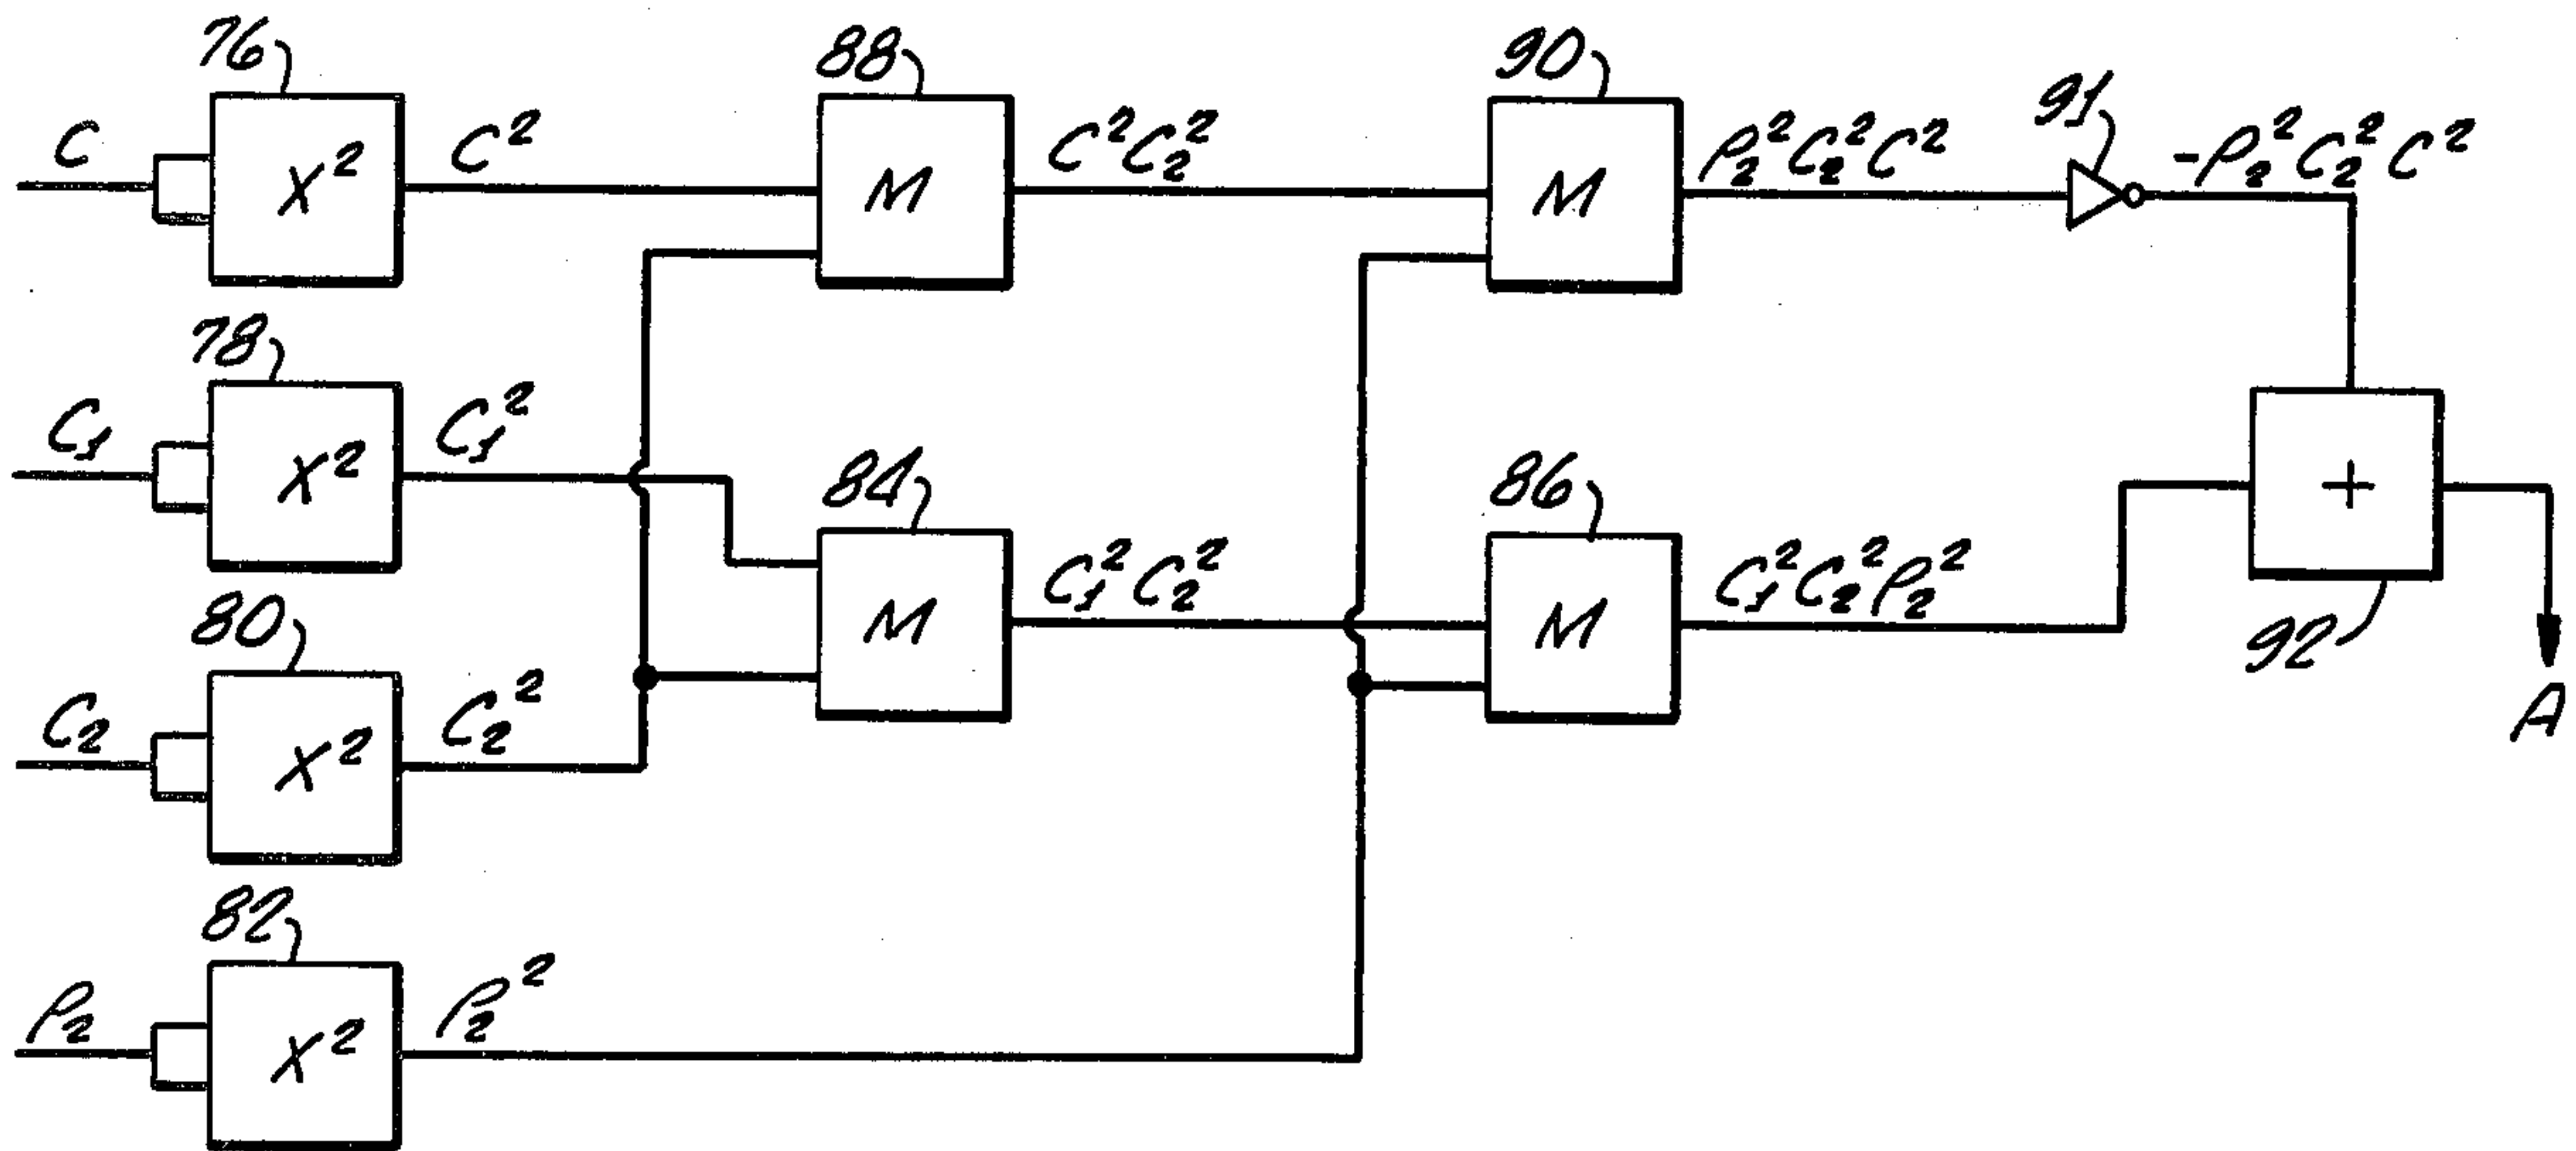 76
88
90
91
C
X²
C²
M
C²C₂²
M
ρ₂²C₂²C²
-ρ₂²C₂²C²
78
C₁
X²
C₁²
84
M
C₁²C₂²
86
M
C₁²C₂²ρ₂²
+
92
A
80
C₂
X²
C₂²
82
ρ₂
X²
ρ₂²